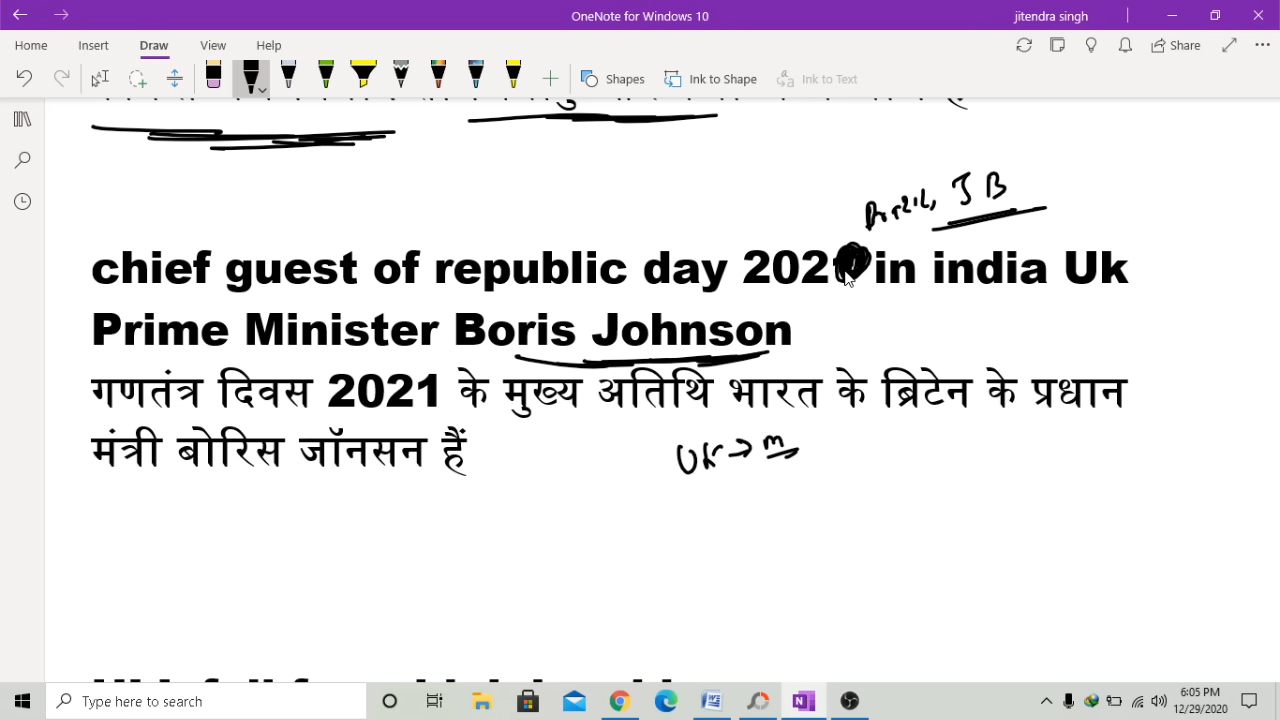 OneNote for Windows 10
jitendra singh
Home Insert Draw View Help
Share
Shapes Ink to Shape Ink to Text
JB
chief guest of republic day 202 in india Uk
Prime Minister Boris Johnson
गणतंत्र दिवस 2021 के मुख्य अतिथि भारत के ब्रिटेन के प्रधान
मंत्री बोरिस जॉनसन हैं
UK →
Type here to search
6:05 PM
12/29/2020